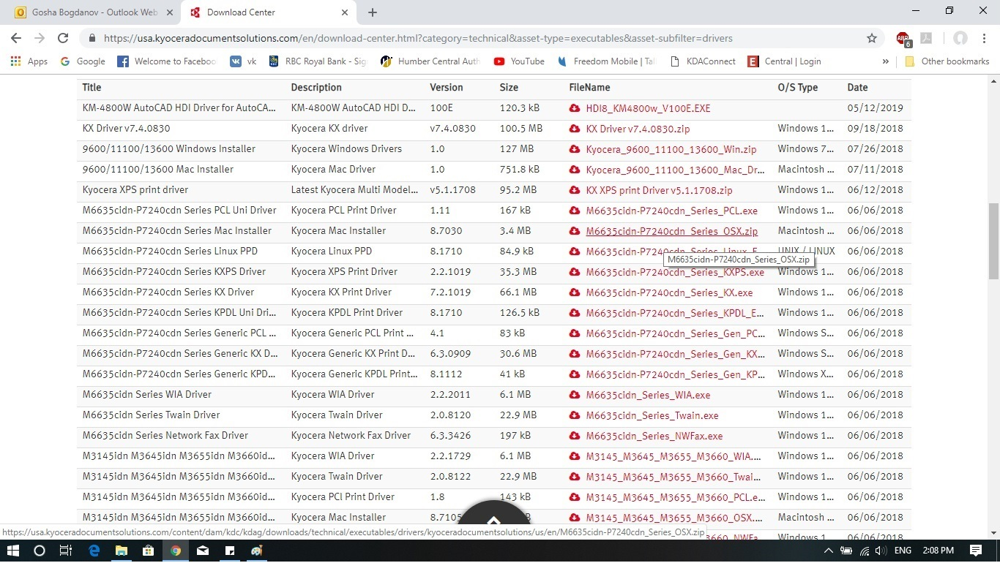 Gosha Bogdanov - Outlook Web
Download Center
https://usa.kyoceradocumentsolutions.com/en/download-center.html?category=technical&asset-type=executables&asset-subfilter=drivers
ABP 6
Apps Google Welcome to Faceboo vk RBC Royal Bank - Sig Humber Central Auth YouTube Freedom Mobile | Tal KDAConnect Central | Login » Other bookmarks
Title Description Version Size FileName O/S Type Date
KM-4800W AutoCAD HDI Driver for AutoCA... KM-4800W AutoCAD HDI D... 100E 120.3 kB HDI8_KM4800w_V100E.EXE 05/12/2019
KX Driver v7.4.0830 Kyocera KX driver v7.4.0830 100.5 MB KX Driver v7.4.0830.zip Windows 1... 09/18/2018
9600/11100/13600 Windows Installer Kyocera Windows Drivers 1.0 127 MB Kyocera_9600_11100_13600_Win.zip Windows 7... 07/26/2018
9600/11100/13600 Mac Installer Kyocera Mac Driver 1.0 751.8 kB Kyocera_9600_11100_13600_Mac_Dr... Macintosh ... 07/11/2018
Kyocera XPS print driver Latest Kyocera Multi Model... v5.1.1708 95.2 MB KX XPS print Driver v5.1.1708.zip Windows 1... 06/12/2018
M6635cidn-P7240cdn Series PCL Uni Driver Kyocera PCL Print Driver 1.11 167 kB M6635cidn-P7240cdn_Series_PCL.exe Windows 1... 06/06/2018
M6635cidn-P7240cdn Series Mac Installer Kyocera Mac Installer 8.7030 3.4 MB M6635cidn-P7240cdn_Series_OSX.zip Macintosh ... 06/06/2018
M6635cidn-P7240cdn Series Linux PPD Kyocera Linux PPD 8.1710 84.9 kB M6635cidn-P7240cdn_Series_Linux_E UNIX / LINUX 06/06/2018
M6635cidn-P7240cdn_Series_OSX.zip
M6635cidn-P7240cdn Series KXPS Driver Kyocera XPS Print Driver 2.2.1019 35.3 MB M6635cidn-P7240cdn_Series_KXPS.exe Windows 1... 06/06/2018
M6635cidn-P7240cdn Series KX Driver Kyocera KX Print Driver 7.2.1019 66.1 MB M6635cidn-P7240cdn_Series_KX.exe Windows 1... 06/06/2018
M6635cidn-P7240cdn Series KPDL Uni Dri... Kyocera KPDL Print Driver 8.1710 126.5 kB M6635cidn-P7240cdn_Series_KPDL_E... Windows 1... 06/06/2018
M6635cidn-P7240cdn Series Generic PCL ... Kyocera Generic PCL Print ... 4.1 83 kB M6635cidn-P7240cdn_Series_Gen_PC... Windows S... 06/06/2018
M6635cidn-P7240cdn Series Generic KX D... Kyocera Generic KX Print D... 6.3.0909 30.6 MB M6635cidn-P7240cdn_Series_Gen_KX... Windows S... 06/06/2018
M6635cidn-P7240cdn Series Generic KPD... Kyocera Generic KPDL Print... 8.1112 41 kB M6635cidn-P7240cdn_Series_Gen_KP... Windows X... 06/06/2018
M6635cidn Series WIA Driver Kyocera WIA Driver 2.2.2011 6.1 MB M6635cidn_Series_WIA.exe Windows 1... 06/06/2018
M6635cidn Series Twain Driver Kyocera Twain Driver 2.0.8120 22.9 MB M6635cidn_Series_Twain.exe Windows 1... 06/06/2018
M6635cidn Series Network Fax Driver Kyocera Network Fax Driver 6.3.3426 197 kB M6635cidn_Series_NWFax.exe Windows 1... 06/06/2018
M3145idn M3645idn M3655idn M3660id... Kyocera WIA Driver 2.2.1729 6.1 MB M3145_M3645_M3655_M3660_WIA.... Windows 1... 06/06/2018
M3145idn M3645idn M3655idn M3660id... Kyocera Twain Driver 2.0.8122 22.9 MB M3145_M3645_M3655_M3660_Twai... Windows 1... 06/06/2018
M3145idn M3645idn M3655idn M3660id... Kyocera PCl Print Driver 1.8 143 kB M3145_M3645_M3655_M3660_PCL.e... Windows 1... 06/06/2018
M3145idn M3645idn M3655idn M3660id... Kyocera Mac Installer 8.7105 M3145_M3645_M3655_M3660_OSX.... Macintosh ... 06/06/2018
https://usa.kyoceradocumentsolutions.com/content/dam/kdc/kdag/downloads/technical/executables/drivers/kyoceradocumentsolutions/us/en/M6635cidn-P7240cdn_Series_OSX.zip
ENG 2:08 PM